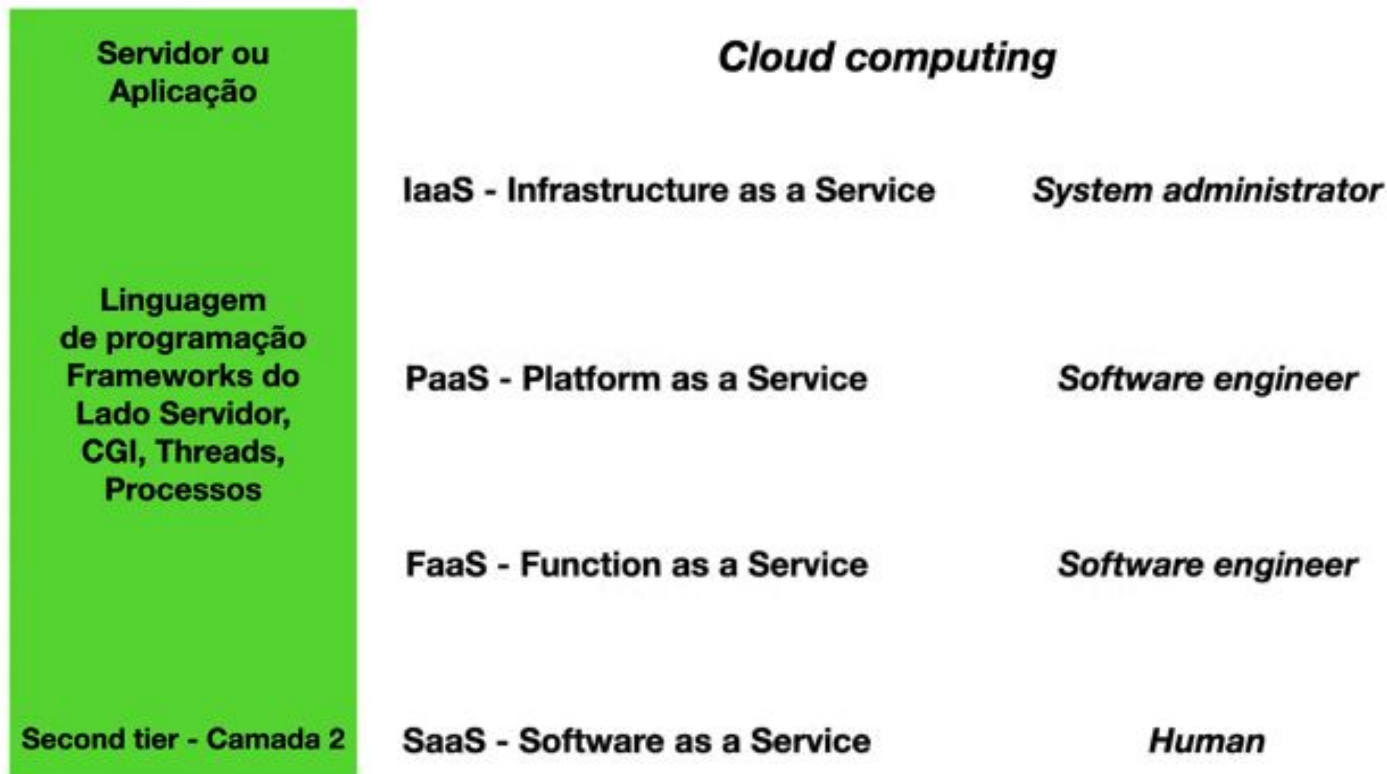 Servidor ou
Aplicação
Linguagem
de programação
Frameworks do
Lado Servidor,
CGI, Threads,
Processos
Second tier - Camada 2
Cloud computing
IaaS - Infrastructure as a Service
System administrator
PaaS - Platform as a Service
Software engineer
FaaS - Function as a Service
Software engineer
SaaS - Software as a Service
Human